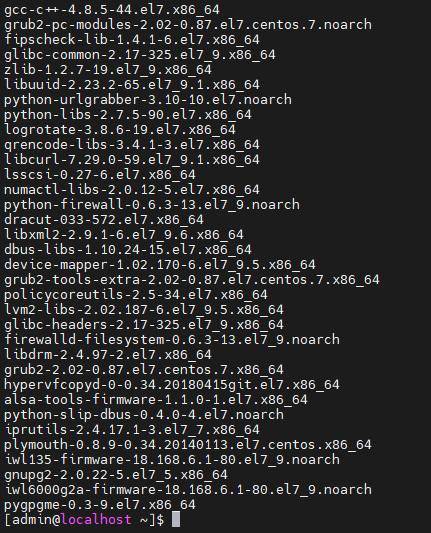 gcc-c++-4.8.5-44.el7.x86_64
grub2-pc-modules-2.02-0.87.el7.centos.7.noarch
fipscheck-lib-1.4.1-6.el7.x86_64
glibc-common-2.17-325.el7_9.x86_64
zlib-1.2.7-19.el7_9.x86_64
libuuid-2.23.2-65.el7_9.1.x86_64
python-urlgrabber-3.10-10.el7.noarch
python-libs-2.7.5-90.el7.x86_64
logrotate-3.8.6-19.el7.x86_64
qrencode-libs-3.4.1-3.el7.x86_64
libcurl-7.29.0-59.el7_9.1.x86_64
lsscsi-0.27-6.el7.x86_64
numactl-libs-2.0.12-5.el7.x86_64
python-firewall-0.6.3-13.el7_9.noarch
dracut-033-572.el7.x86_64
libxml2-2.9.1-6.el7_9.6.x86_64
dbus-libs-1.10.24-15.el7.x86_64
device-mapper-1.02.170-6.el7_9.5.x86_64
grub2-tools-extra-2.02-0.87.el7.centos.7.x86_64
policycoreutils-2.5-34.el7.x86_64
lvm2-libs-2.02.187-6.el7_9.5.x86_64
glibc-headers-2.17-325.el7_9.x86_64
firewalld-filesystem-0.6.3-13.el7_9.noarch
libdrm-2.4.97-2.el7.x86_64
grub2-2.02-0.87.el7.centos.7.x86_64
hypervfcopyd-0-0.34.20180415git.el7.x86_64
alsa-tools-firmware-1.1.0-1.el7.x86_64
python-slip-dbus-0.4.0-4.el7.noarch
iprutils-2.4.17.1-3.el7_7.x86_64
plymouth-0.8.9-0.34.20140113.el7.centos.x86_64
iwl135-firmware-18.168.6.1-80.el7_9.noarch
gnupg2-2.0.22-5.el7_5.x86_64
iwl6000g2a-firmware-18.168.6.1-80.el7_9.noarch
pygpgme-0.3-9.el7.x86_64
[admin@localhost ~]$